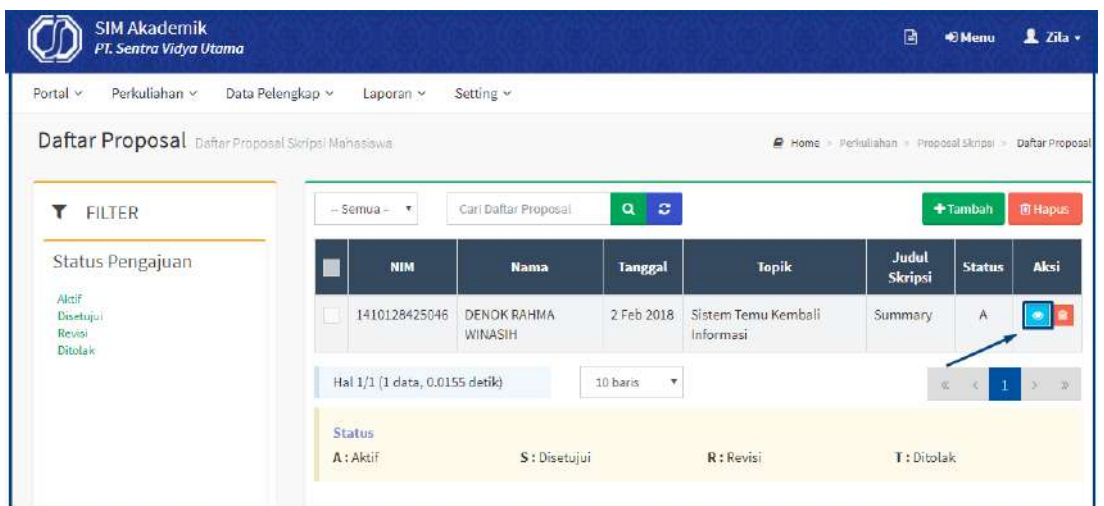 SIM Akademik
PT. Sentra Vidya Utama
Menu
Zita
Portal
Perkuliahan
Data Pelengkap
Laporan
Setting
Daftar Proposal Daftar Proposal Skripsi Mahasiswa
Home > Perkuliahan > Proposal Skripsi > Daftar Proposal
FILTER
Status Pengajuan
Aktif
Disetujui
Revisi
Ditolak
-- Semua --
Cari Daftar Proposal
Tambah
Hapus
NIM
Nama
Tanggal
Topik
Judul
Skripsi
Status
Aksi
1410128425046
DENOK RAHMA
WINASIH
2 Feb 2018
Sistem Temu Kembali
Informasi
Summary
A
Hal 1/1 (1 data, 0.0155 detik)
10 baris
« < 1 > »
Status
A : Aktif
S : Disetujui
R : Revisi
T : Ditolak